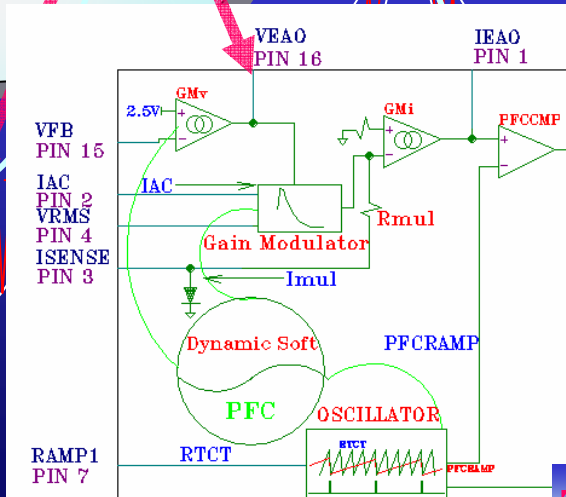 VEAO
PIN 16
IEAO
PIN 1
GMv
2.5V
+
-
GMi
+
-
PFCCMP
+
-
VFB
PIN 15
IAC
PIN 2
IAC
VRMS
PIN 4
Rmul
Gain Modulator
ISENSE
PIN 3
Imul
Dynamic Soft
PFCRAMP
PFC
OSCILLATOR
RAMP1
PIN 7
RTCT
RTCT
PFCRAMP